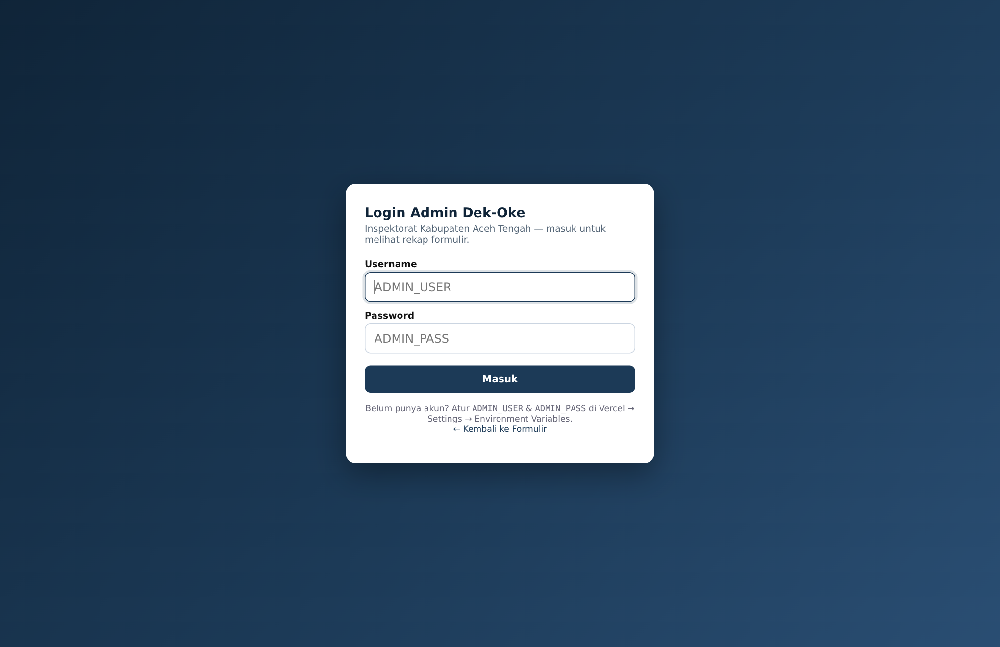 Login Admin Dek-Oke
Inspektorat Kabupaten Aceh Tengah — masuk untuk
melihat rekap formulir.
Username
ADMIN_USER
Password
ADMIN_PASS
Masuk
Belum punya akun? Atur ADMIN_USER & ADMIN_PASS di Vercel →
Settings → Environment Variables.
← Kembali ke Formulir